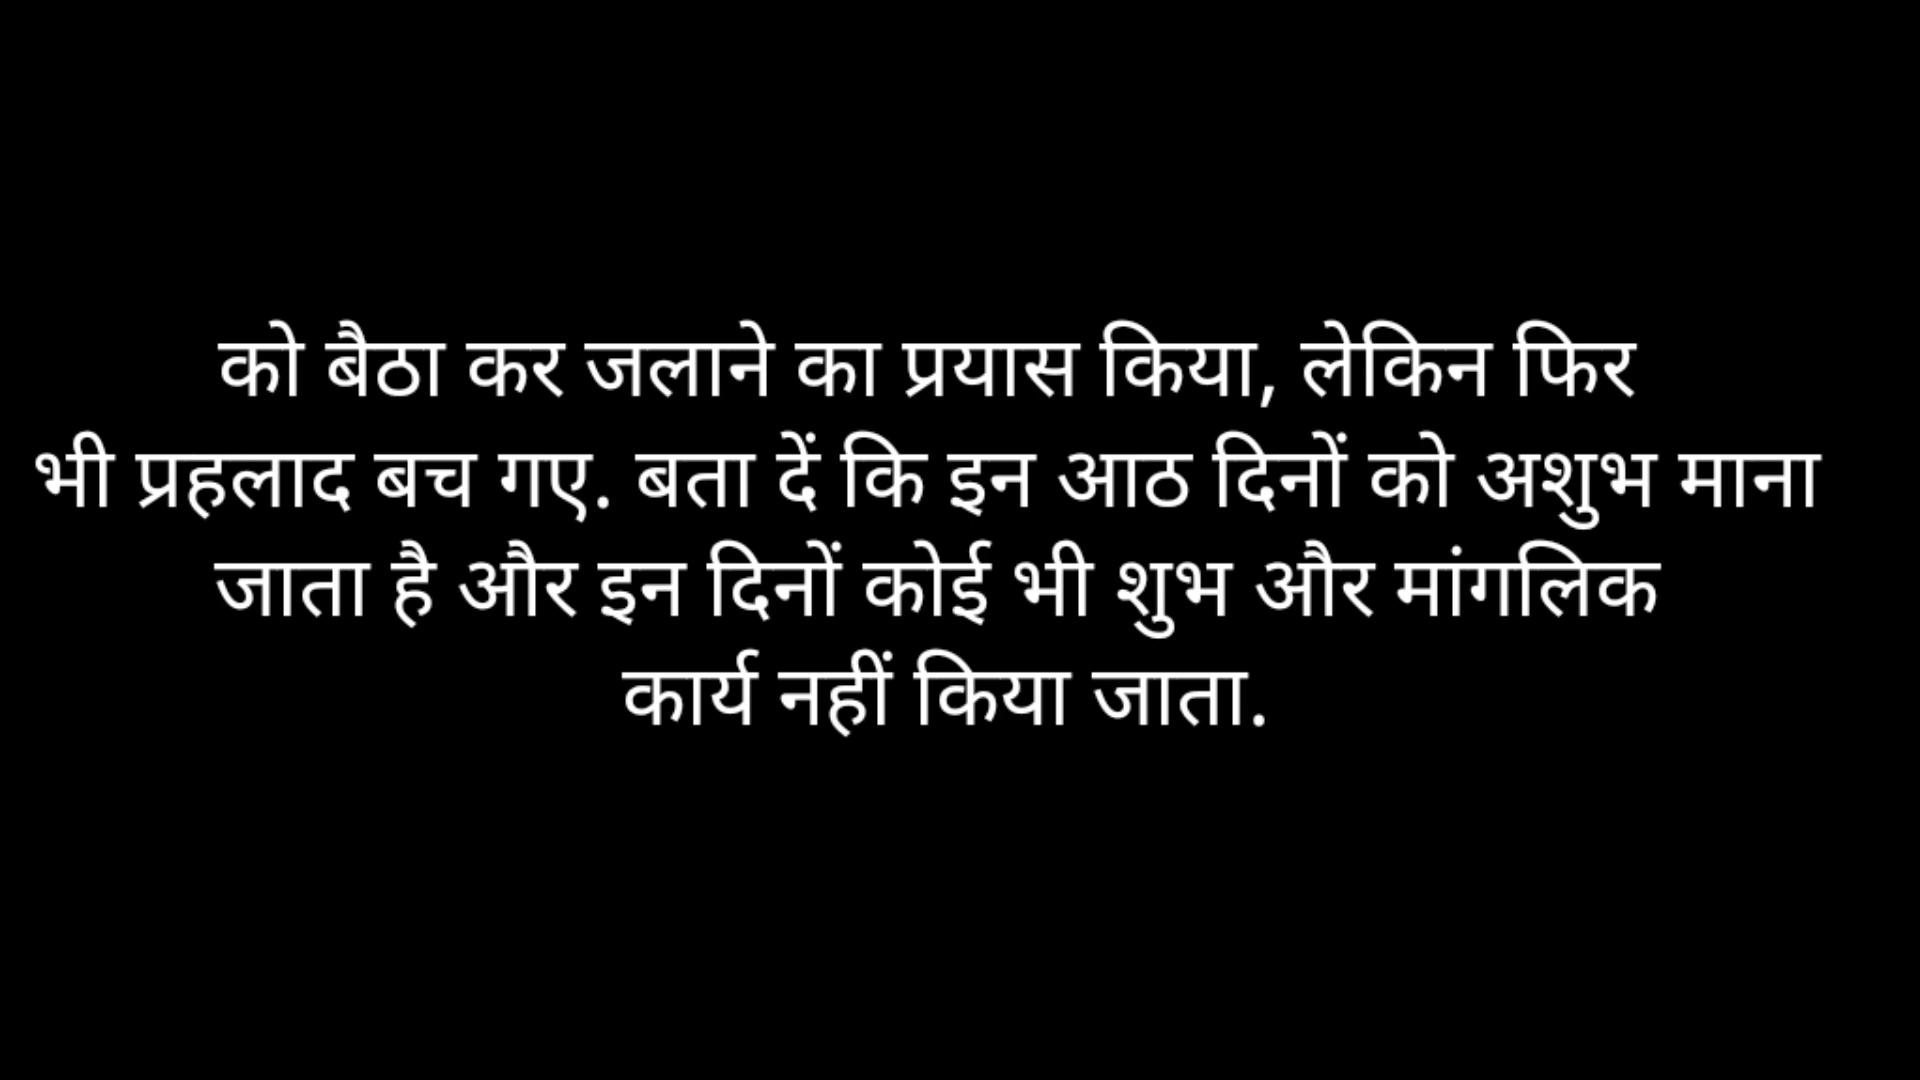 को बैठा कर जलाने का प्रयास किया, लेकिन फिर
भी प्रहलाद बच गए. बता दें कि इन आठ दिनों को अशुभ माना
जाता है और इन दिनों कोई भी शुभ और मांगलिक
कार्य नहीं किया जाता.